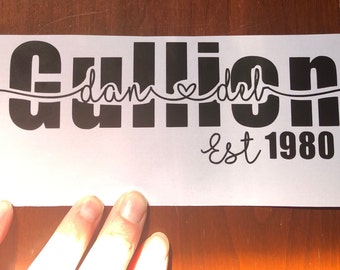 Gullion
dan ♡ deb
Est 1980